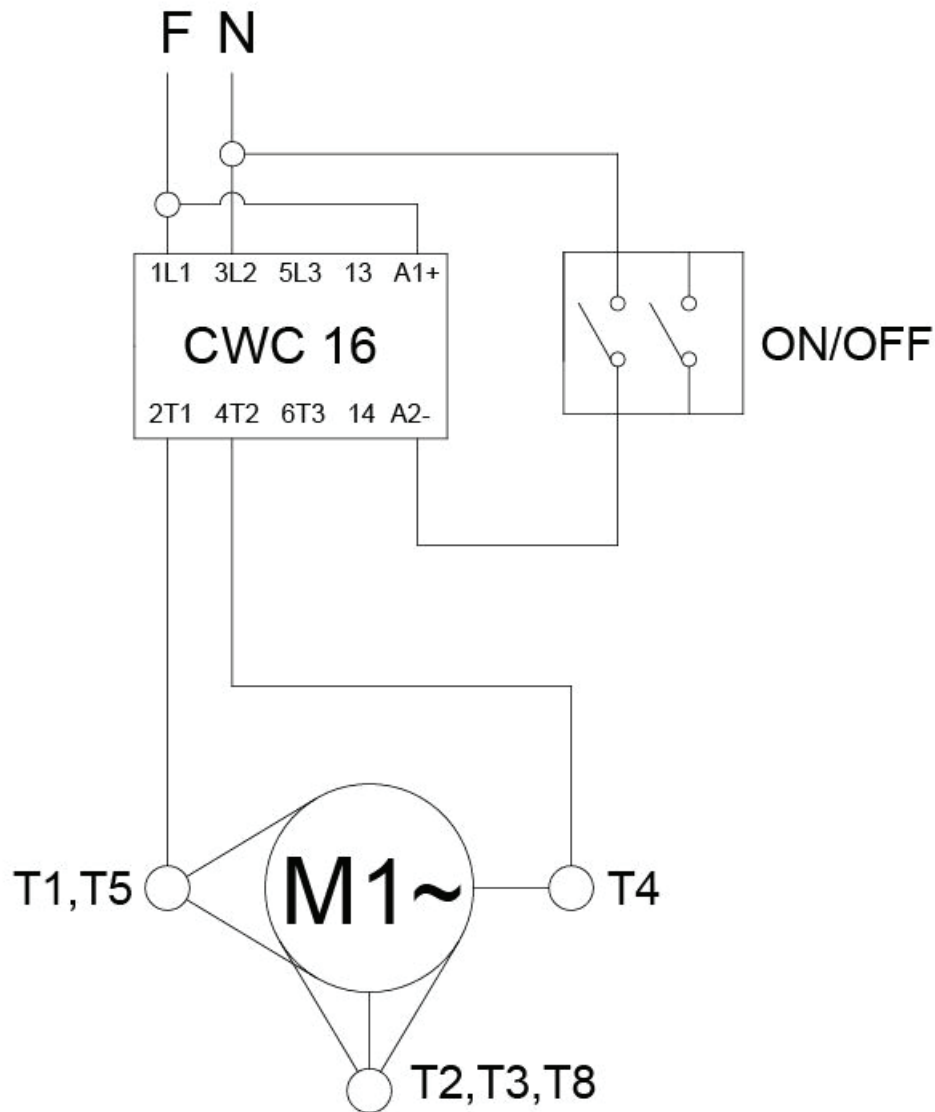 F N
1L1 3L2 5L3 13 A1+
CWC 16
ON/OFF
2T1 4T2 6T3 14 A2-
T1,T5
M1~
T4
T2,T3,T8